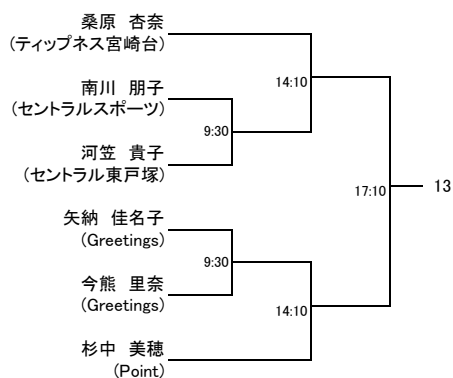 桑原 杏奈
(ティップネス宮崎台)
14:10
南川 朋子
(セントラルスポーツ)
9:30
河笠 貴子
(セントラル東戸塚)
17:10
13
矢納 佳名子
(Greetings)
9:30
今熊 里奈
(Greetings)
14:10
杉中 美穂
(Point)